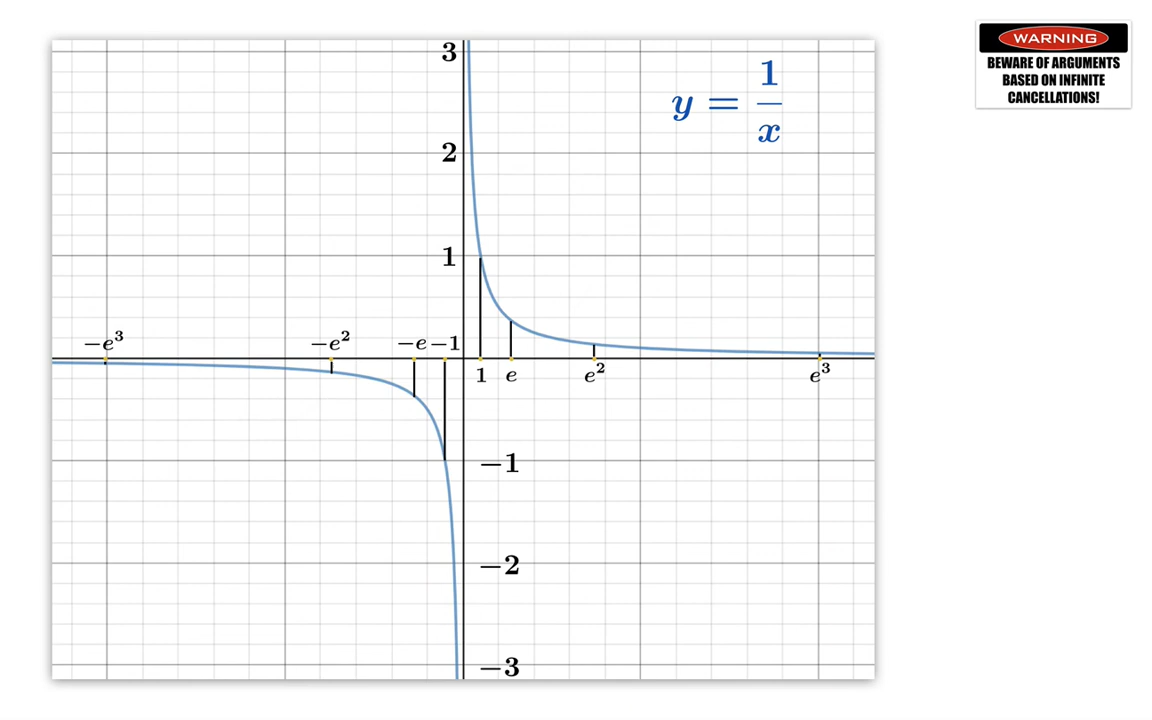 WARNING
BEWARE OF ARGUMENTS
BASED ON INFINITE
CANCELLATIONS!
3
y = 1/x
2
1
−e³ −e² −e −1
1 e e² e³
−1
−2
−3